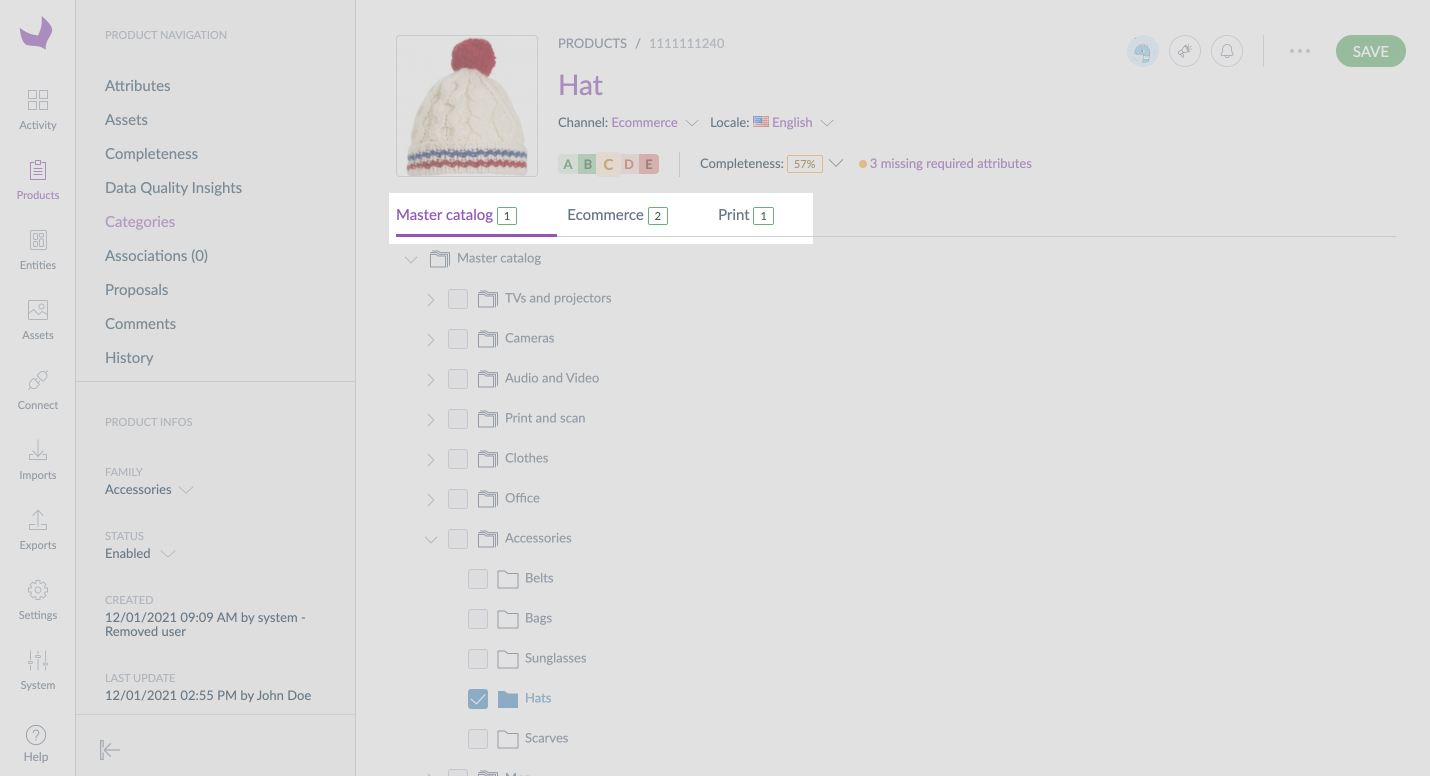 Activity
Products
Entities
Assets
Connect
Imports
Exports
Settings
System
Help
PRODUCT NAVIGATION
Attributes
Assets
Completeness
Data Quality Insights
Categories
Associations (0)
Proposals
Comments
History
PRODUCT INFOS
FAMILY
Accessories
STATUS
Enabled
CREATED
12/01/2021 09:09 AM by system -
Removed user
LAST UPDATE
12/01/2021 02:55 PM by John Doe
PRODUCTS / 1111111240
SAVE
Hat
Channel: Ecommerce Locale: English
A B C D E Completeness: 57% 3 missing required attributes
Master catalog 1 Ecommerce 2 Print 1
Master catalog
TVs and projectors
Cameras
Audio and Video
Print and scan
Clothes
Office
Accessories
Belts
Bags
Sunglasses
Hats
Scarves